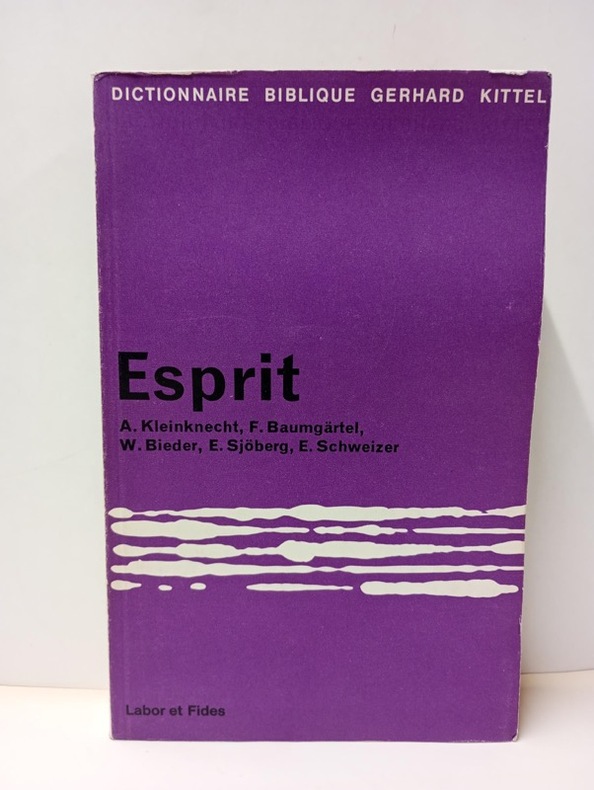 DICTIONNAIRE BIBLIQUE GERHARD KITTEL
Esprit
A. Kleinknecht, F. Baumgärtel,
W. Bieder, E. Sjöberg, E. Schweizer
Labor et Fides